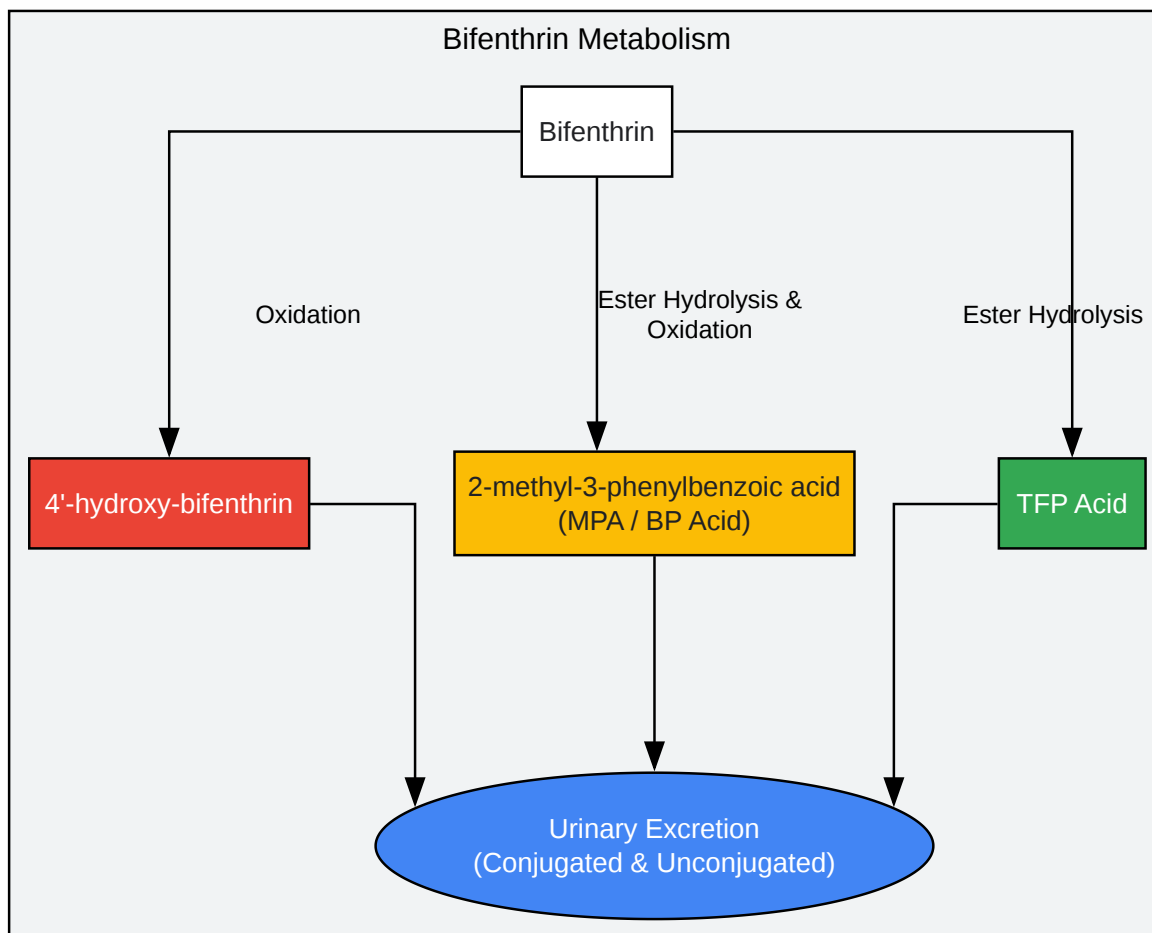 Bifenthrin Metabolism
Bifenthrin
Oxidation
Ester Hydrolysis &
Oxidation
Ester Hydrolysis
4'-hydroxy-bifenthrin
2-methyl-3-phenylbenzoic acid
(MPA / BP Acid)
TFP Acid
Urinary Excretion
(Conjugated & Unconjugated)